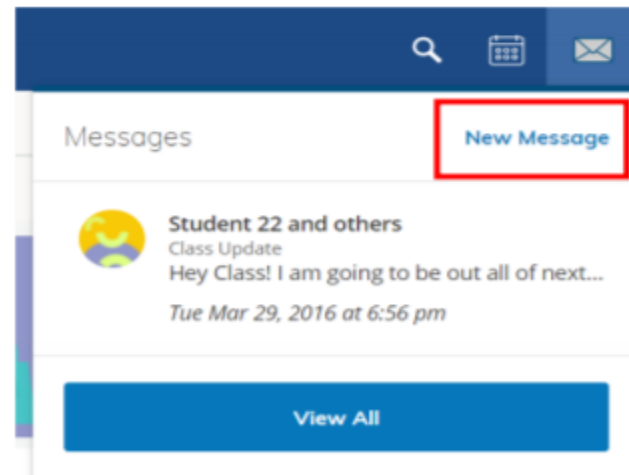 Messages
New Message
Student 22 and others
Class Update
Hey Class! I am going to be out all of next...
Tue Mar 29, 2016 at 6:56 pm
View All